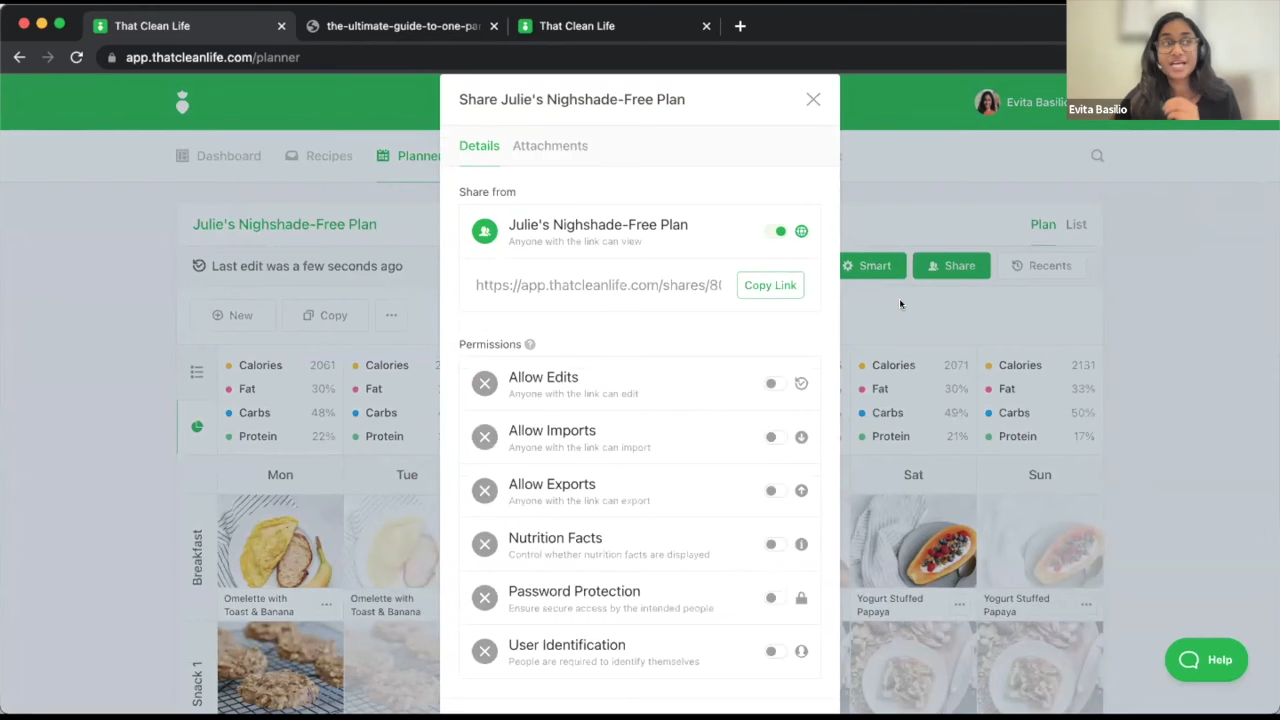 That Clean Life
the-ultimate-guide-to-one-pa
That Clean Life
app.thatcleanlife.com/planner
Evita Basilio
Evita Basilio
Share Julie's Nighshade-Free Plan
Dashboard
Recipes
Planner
Details
Attachments
Share from
Julie's Nighshade-Free Plan
Julie's Nighshade-Free Plan
Anyone with the link can view
Plan
List
Last edit was a few seconds ago
https://app.thatcleanlife.com/shares/80
Copy Link
Smart
Share
Recents
New
Copy
Permissions
Calories 2061
Calories
Calories 2071
Calories 2131
Fat 30%
Fat
Fat 30%
Fat 33%
Carbs 48%
Carbs
Carbs 49%
Carbs 50%
Protein 22%
Protein
Protein 21%
Protein 17%
Allow Edits
Anyone with the link can edit
Allow Imports
Anyone with the link can import
Allow Exports
Anyone with the link can export
Nutrition Facts
Control whether nutrition facts are displayed
Password Protection
Ensure secure access by the intended people
User Identification
People are required to identify themselves
Mon
Tue
Sat
Sun
Breakfast
Omelette with
Toast & Banana
Omelette with
Toast & Banana
Yogurt Stuffed
Papaya
Yogurt Stuffed
Papaya
Snack 1
Help